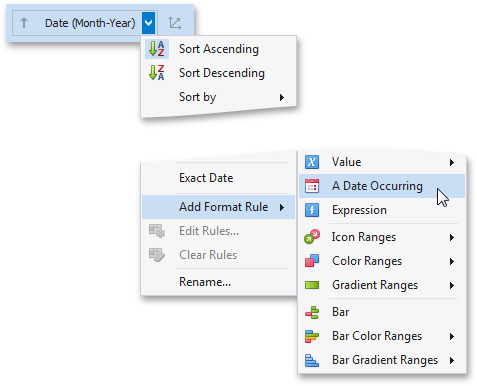 Date (Month-Year)
Sort Ascending
Sort Descending
Sort by
Exact Date
Add Format Rule
Edit Rules...
Clear Rules
Rename...
Value
A Date Occurring
Expression
Icon Ranges
Color Ranges
Gradient Ranges
Bar
Bar Color Ranges
Bar Gradient Ranges